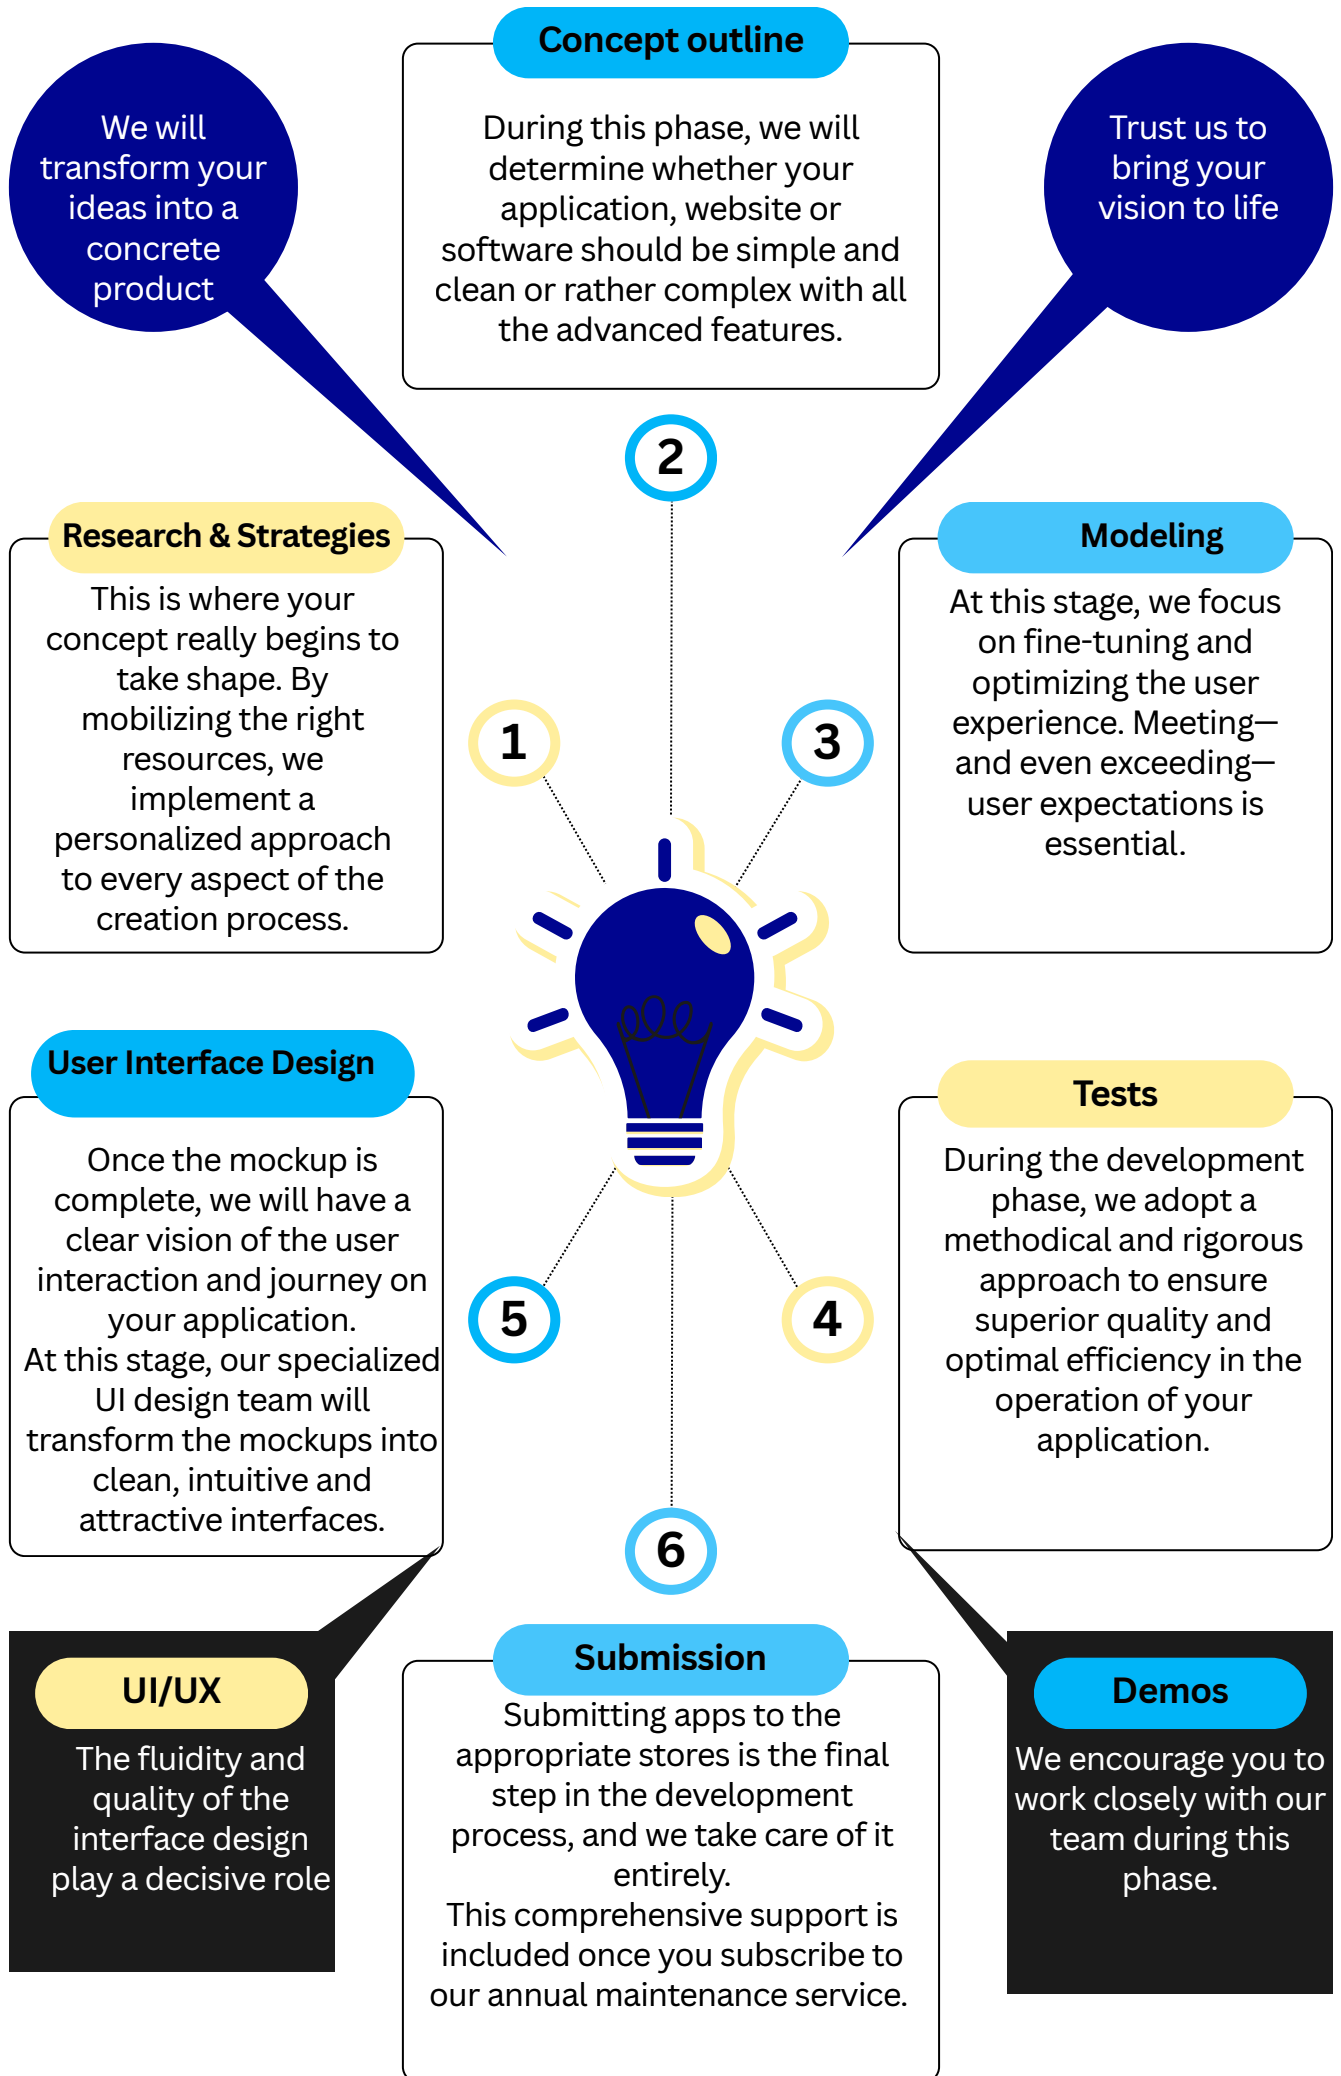 Concept outline
During this phase, we will
determine whether your
application, website or
software should be simple and
clean or rather complex with all
the advanced features.
We will
transform your
ideas into a
concrete
product
Trust us to
bring your
vision to life
2
Research & Strategies
This is where your
concept really begins to
take shape. By
mobilizing the right
resources, we
implement a
personalized approach
to every aspect of the
creation process.
1
3
Modeling
At this stage, we focus
on fine-tuning and
optimizing the user
experience. Meeting—
and even exceeding—
user expectations is
essential.
User Interface Design
Once the mockup is
complete, we will have a
clear vision of the user
interaction and journey on
your application.
At this stage, our specialized
UI design team will
transform the mockups into
clean, intuitive and
attractive interfaces.
5
4
Tests
During the development
phase, we adopt a
methodical and rigorous
approach to ensure
superior quality and
optimal efficiency in the
operation of your
application.
6
UI/UX
The fluidity and
quality of the
interface design
play a decisive role
Submission
Submitting apps to the
appropriate stores is the final
step in the development
process, and we take care of it
entirely.
This comprehensive support is
included once you subscribe to
our annual maintenance service.
Demos
We encourage you to
work closely with our
team during this
phase.